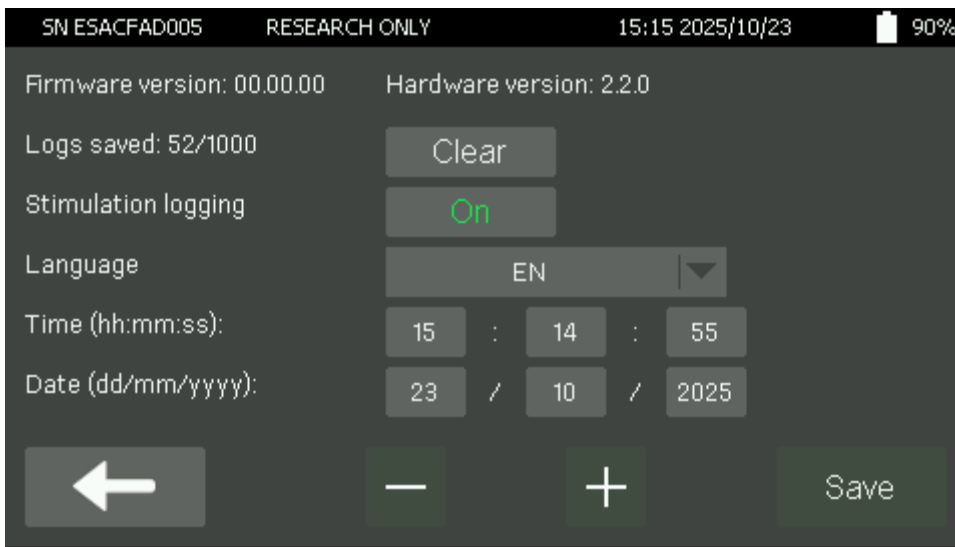 SN ESACFAD005 RESEARCH ONLY 15:15 2025/10/23 90%
Firmware version: 00.00.00 Hardware version: 2.2.0
Logs saved: 52/1000 Clear
Stimulation logging On
Language EN
Time (hh:mm:ss): 15 : 14 : 55
Date (dd/mm/yyyy): 23 / 10 / 2025
— + Save